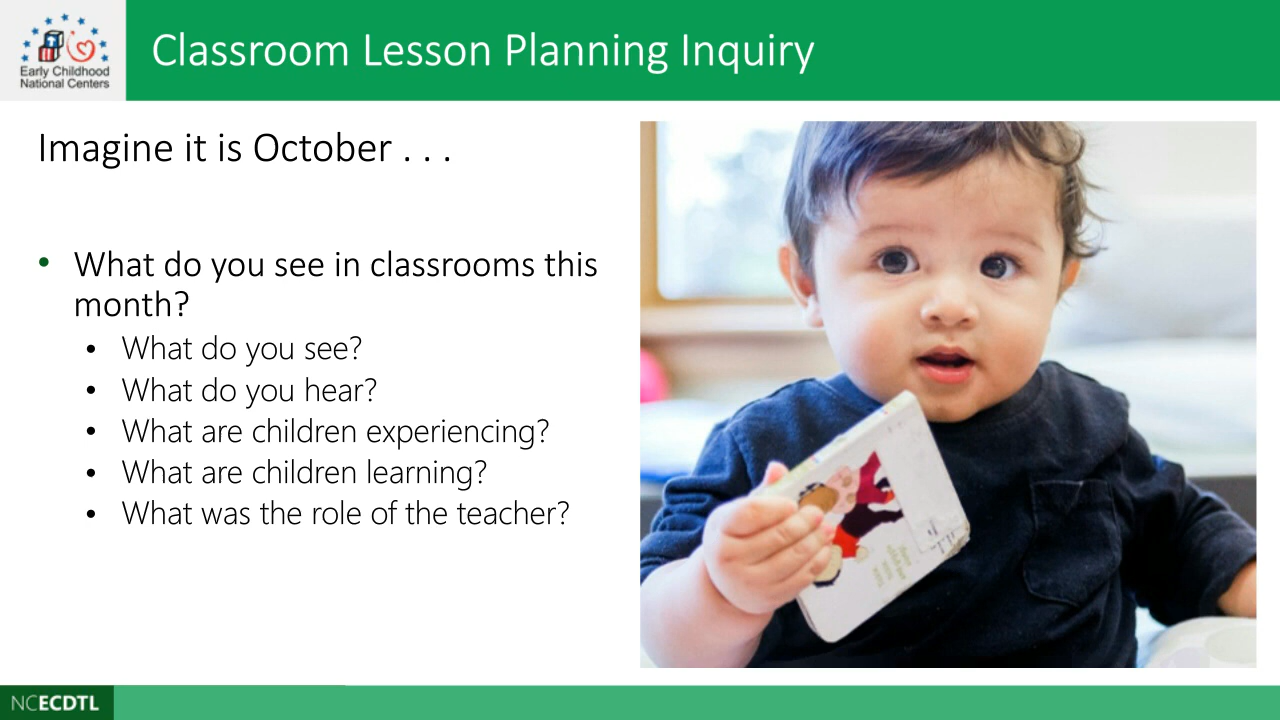 Early Childhood
National Centers
Classroom Lesson Planning Inquiry
Imagine it is October . . .
• What do you see in classrooms this
month?
• What do you see?
• What do you hear?
• What are children experiencing?
• What are children learning?
• What was the role of the teacher?
NCECDTL